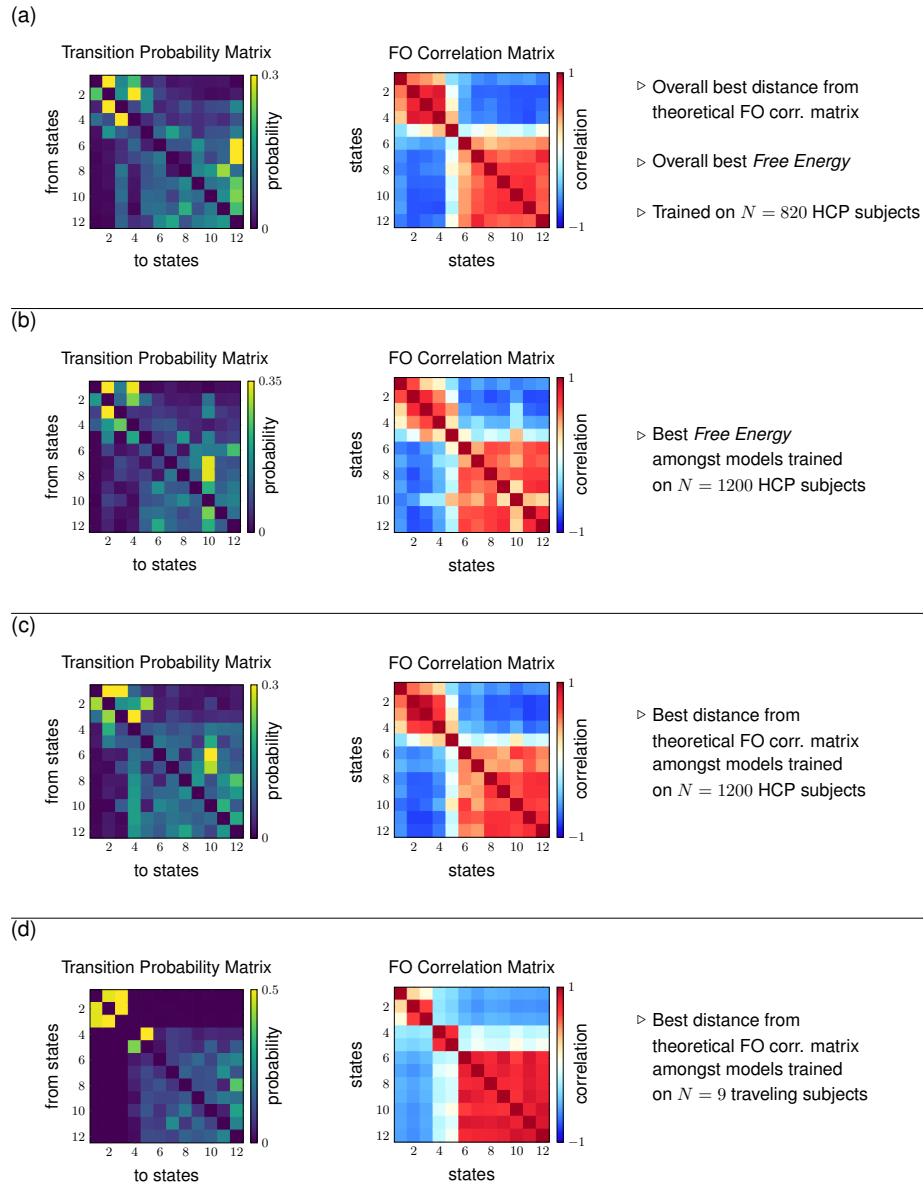 (a)
Transition Probability Matrix
from states
2
4
6
8
10
12
2 4 6 8 10 12
to states
0.3
0
probability
FO Correlation Matrix
states
2
4
6
8
10
12
2 4 6 8 10 12
states
1
−1
correlation
▷ Overall best distance from
theoretical FO corr. matrix
▷ Overall best Free Energy
▷ Trained on N = 820 HCP subjects
(b)
Transition Probability Matrix
from states
2
4
6
8
10
12
2 4 6 8 10 12
to states
0.35
0
probability
FO Correlation Matrix
states
2
4
6
8
10
12
2 4 6 8 10 12
states
1
−1
correlation
▷ Best Free Energy
amongst models trained
on N = 1200 HCP subjects
(c)
Transition Probability Matrix
from states
2
4
6
8
10
12
2 4 6 8 10 12
to states
0.3
0
probability
FO Correlation Matrix
states
2
4
6
8
10
12
2 4 6 8 10 12
states
1
−1
correlation
▷ Best distance from
theoretical FO corr. matrix
amongst models trained
on N = 1200 HCP subjects
(d)
Transition Probability Matrix
from states
2
4
6
8
10
12
2 4 6 8 10 12
to states
0.5
0
probability
FO Correlation Matrix
states
2
4
6
8
10
12
2 4 6 8 10 12
states
1
−1
correlation
▷ Best distance from
theoretical FO corr. matrix
amongst models trained
on N = 9 traveling subjects